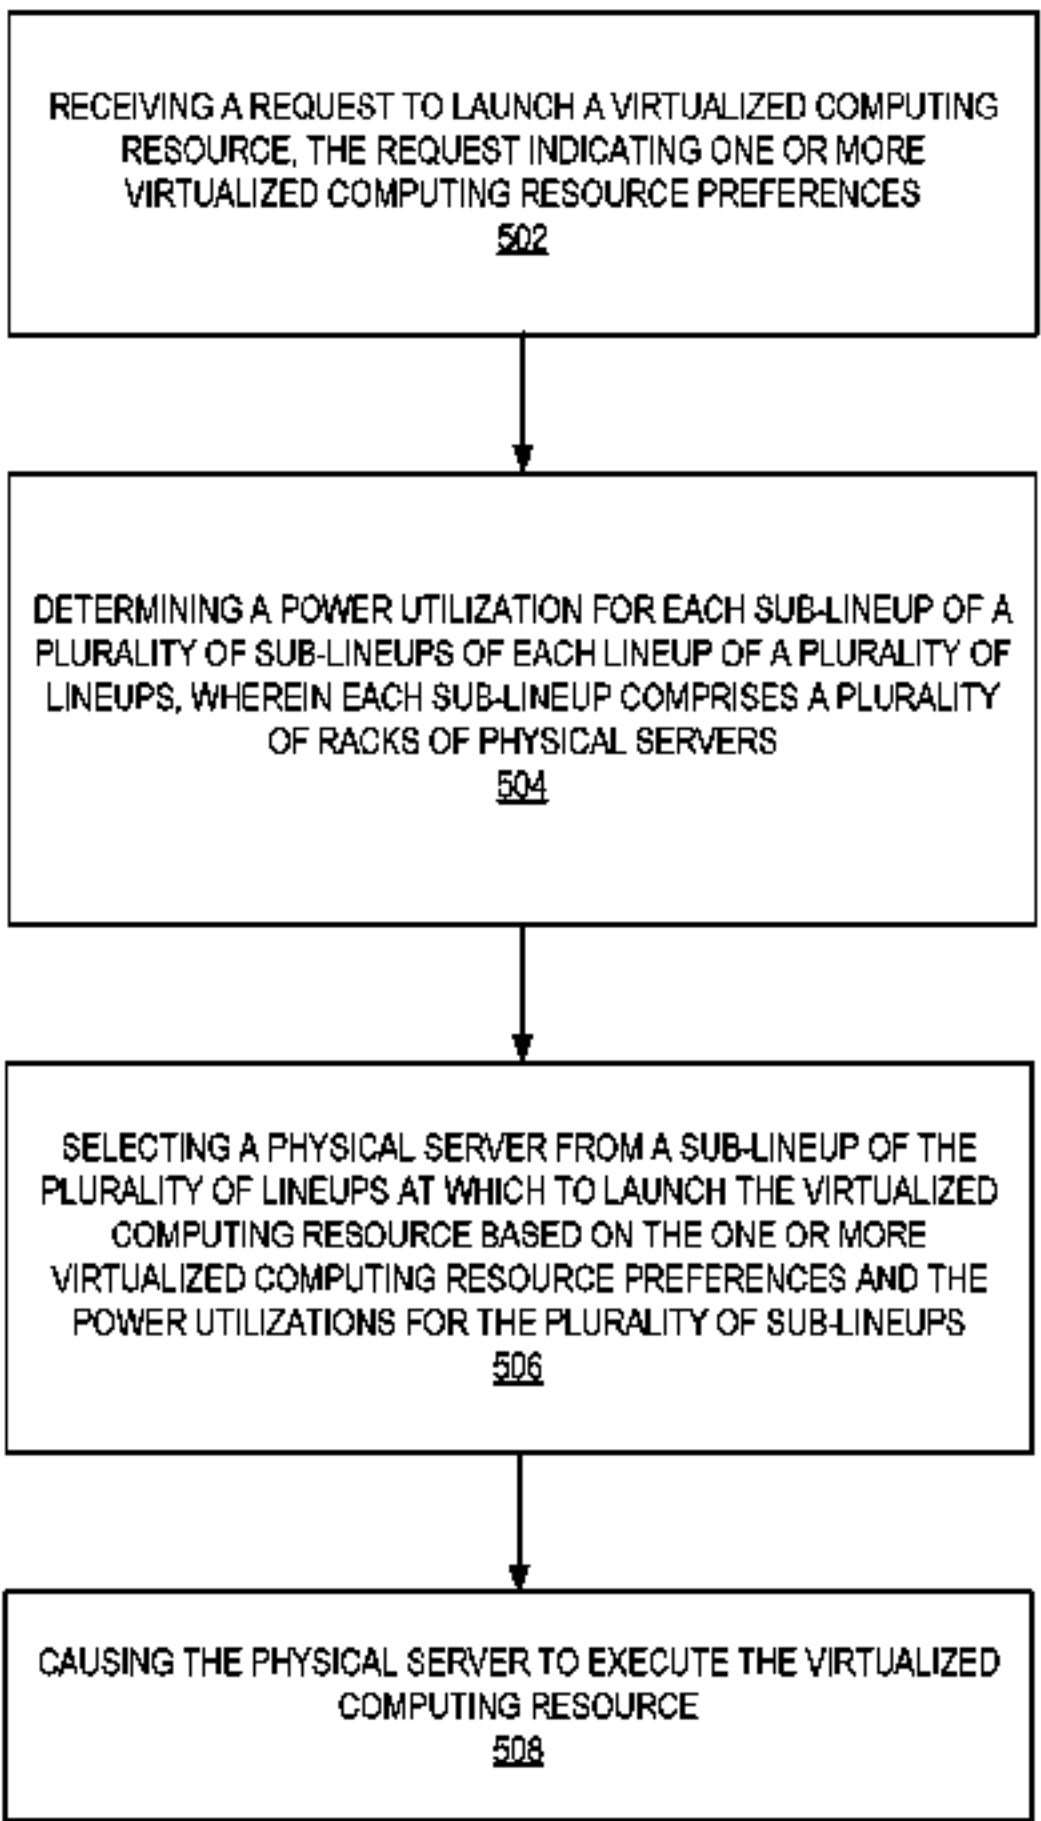 RECEIVING A REQUEST TO LAUNCH A VIRTUALIZED COMPUTING
RESOURCE, THE REQUEST INDICATING ONE OR MORE
VIRTUALIZED COMPUTING RESOURCE PREFERENCES
502
DETERMINING A POWER UTILIZATION FOR EACH SUB-LINEUP OF A
PLURALITY OF SUB-LINEUPS OF EACH LINEUP OF A PLURALITY OF
LINEUPS, WHEREIN EACH SUB-LINEUP COMPRISES A PLURALITY
OF RACKS OF PHYSICAL SERVERS
504
SELECTING A PHYSICAL SERVER FROM A SUB-LINEUP OF THE
PLURALITY OF LINEUPS AT WHICH TO LAUNCH THE VIRTUALIZED
COMPUTING RESOURCE BASED ON THE ONE OR MORE
VIRTUALIZED COMPUTING RESOURCE PREFERENCES AND THE
POWER UTILIZATIONS FOR THE PLURALITY OF SUB-LINEUPS
506
CAUSING THE PHYSICAL SERVER TO EXECUTE THE VIRTUALIZED
COMPUTING RESOURCE
508